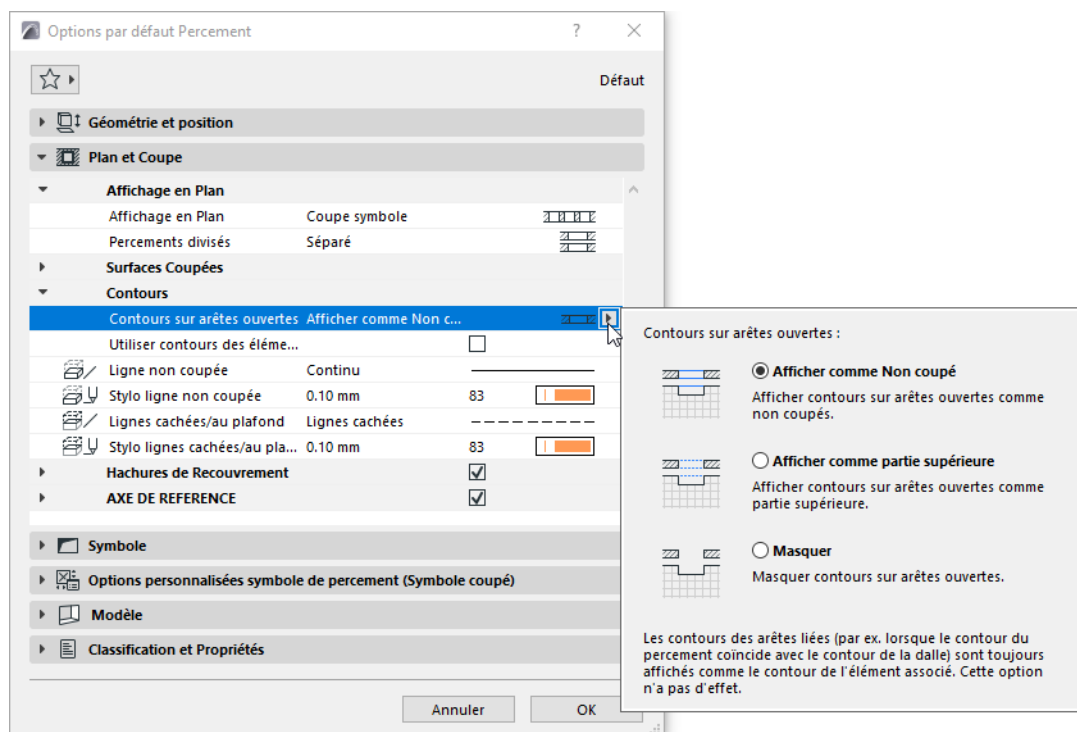 Options par défaut Percement
?
Défaut
Géométrie et position
Plan et Coupe
Affichage en Plan
Affichage en Plan Coupe symbole
Percements divisés Séparé
Surfaces Coupées
Contours
Contours sur arêtes ouvertes Afficher comme Non c...
Utiliser contours des éléme...
Ligne non coupée Continu
Stylo ligne non coupée 0.10 mm 83
Lignes cachées/au plafond Lignes cachées
Stylo lignes cachées/au pla... 0.10 mm 83
Hachures de Recouvrement
AXE DE REFERENCE
Symbole
Options personnalisées symbole de percement (Symbole coupé)
Modèle
Classification et Propriétés
Annuler OK
Contours sur arêtes ouvertes :
Afficher comme Non coupé
Afficher contours sur arêtes ouvertes comme
non coupés.
Afficher comme partie supérieure
Afficher contours sur arêtes ouvertes comme
partie supérieure.
Masquer
Masquer contours sur arêtes ouvertes.
Les contours des arêtes liées (par ex. lorsque le contour du
percement coïncide avec le contour de la dalle) sont toujours
affichés comme le contour de l'élément associé. Cette option
n'a pas d'effet.